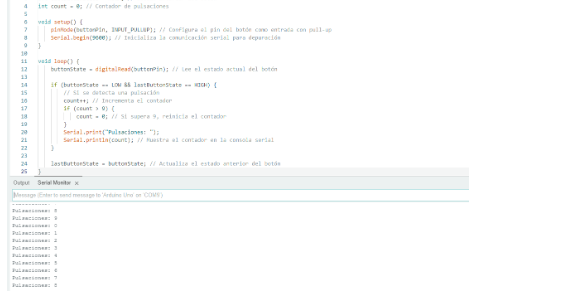 4 int count = 0; // Contador de pulsaciones
5
6 void setup() {
7 pinMode(buttonPin, INPUT_PULLUP); // Configura el pin del botón como entrada con pull-up
8 Serial.begin(9600); // Inicializa la comunicación serial para depuración
9 }
10
11 void loop() {
12 buttonState = digitalRead(buttonPin); // Lee el estado actual del botón
13
14 if (buttonState == LOW && lastButtonState == HIGH) {
15 // Si se detecta una pulsación
16 count++; // Incrementa el contador
17 if (count > 9) {
18 count = 0; // Si supera 9, reinicia el contador
19 }
20 Serial.print("Pulsaciones: ");
21 Serial.println(count); // Muestra el contador en la consola serial
22 }
23
24 lastButtonState = buttonState; // Actualiza el estado anterior del botón
25 }
Output Serial Monitor x
Message (Enter to send message to 'Arduino Uno' on
Pulsaciones: 8
Pulsaciones: 9
Pulsaciones: 0
Pulsaciones: 1
Pulsaciones: 2
Pulsaciones: 3
Pulsaciones: 4
Pulsaciones: 5
Pulsaciones: 6
Pulsaciones: 7
Pulsaciones: 8